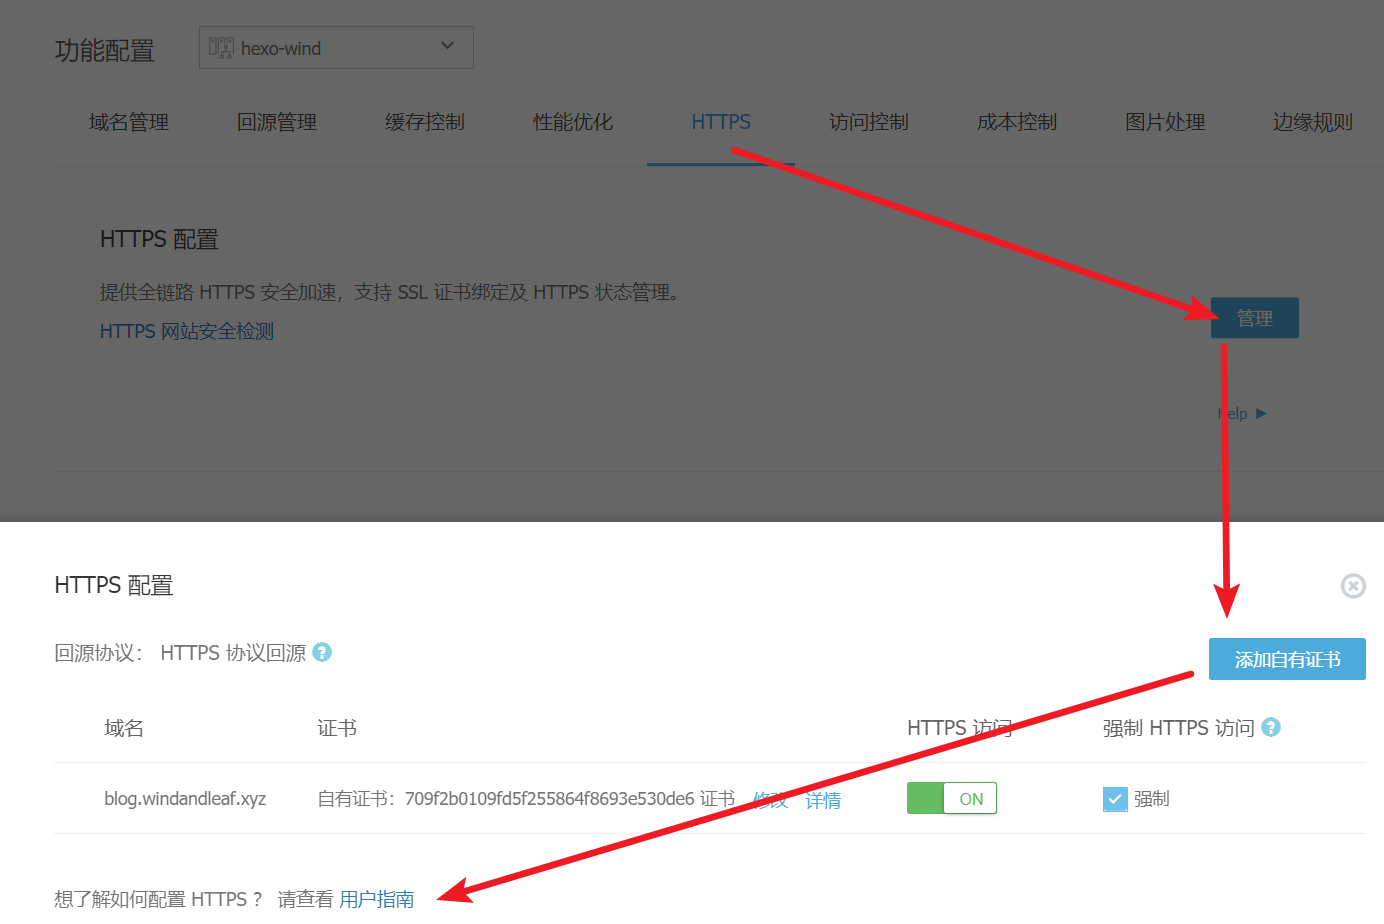 功能配置 hexo-wind
域名管理 回源管理 缓存控制 性能优化 HTTPS 访问控制 成本控制 图片处理 边缘规则
HTTPS 配置
提供全链路 HTTPS 安全加速，支持 SSL 证书绑定及 HTTPS 状态管理。
管理
HTTPS 网站安全检测
help
HTTPS 配置
回源协议： HTTPS 协议回源 ?
添加自有证书
域名 证书 HTTPS 访问 强制 HTTPS 访问 ?
blog.windandleaf.xyz 自有证书：709f2b0109fd5f255864f8693e530de6 证书 修改 详情 ON 强制
想了解如何配置 HTTPS ？ 请查看 用户指南